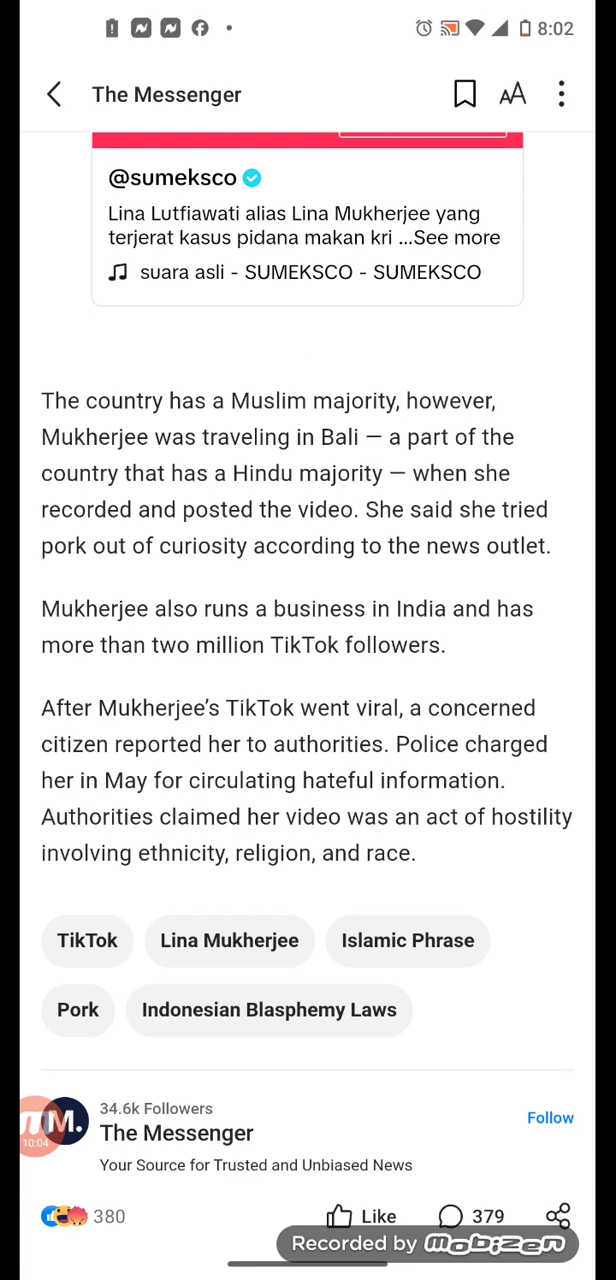 8:02
The Messenger
AA
@sumeksco
Lina Lutfiawati alias Lina Mukherjee yang
terjerat kasus pidana makan kri ...See more
suara asli - SUMEKSCO - SUMEKSCO
The country has a Muslim majority, however,
Mukherjee was traveling in Bali — a part of the
country that has a Hindu majority — when she
recorded and posted the video. She said she tried
pork out of curiosity according to the news outlet.
Mukherjee also runs a business in India and has
more than two million TikTok followers.
After Mukherjee’s TikTok went viral, a concerned
citizen reported her to authorities. Police charged
her in May for circulating hateful information.
Authorities claimed her video was an act of hostility
involving ethnicity, religion, and race.
TikTok Lina Mukherjee Islamic Phrase
Pork Indonesian Blasphemy Laws
34.6k Followers
M.
The Messenger
Follow
10:04
Your Source for Trusted and Unbiased News
380 Like 379
Recorded by mobizen